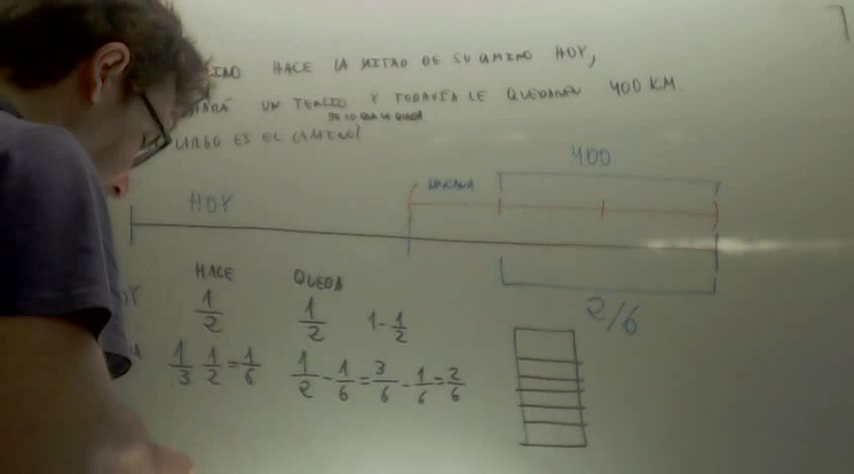 HACE LA MITAD DE SU CAMINO HOY,
UN TERCIO Y TODAVÍA LE QUEDARÁN 400 KM
DE LO QUE LE QUEDA
LARGO ES EL CAMINO?
400
MAÑANA
HOY
HACE QUEDA
1/2 1/2 1-1/2
2/6
1/3 1/2=1/6 1/2-1/6=3/6-1/6=2/6